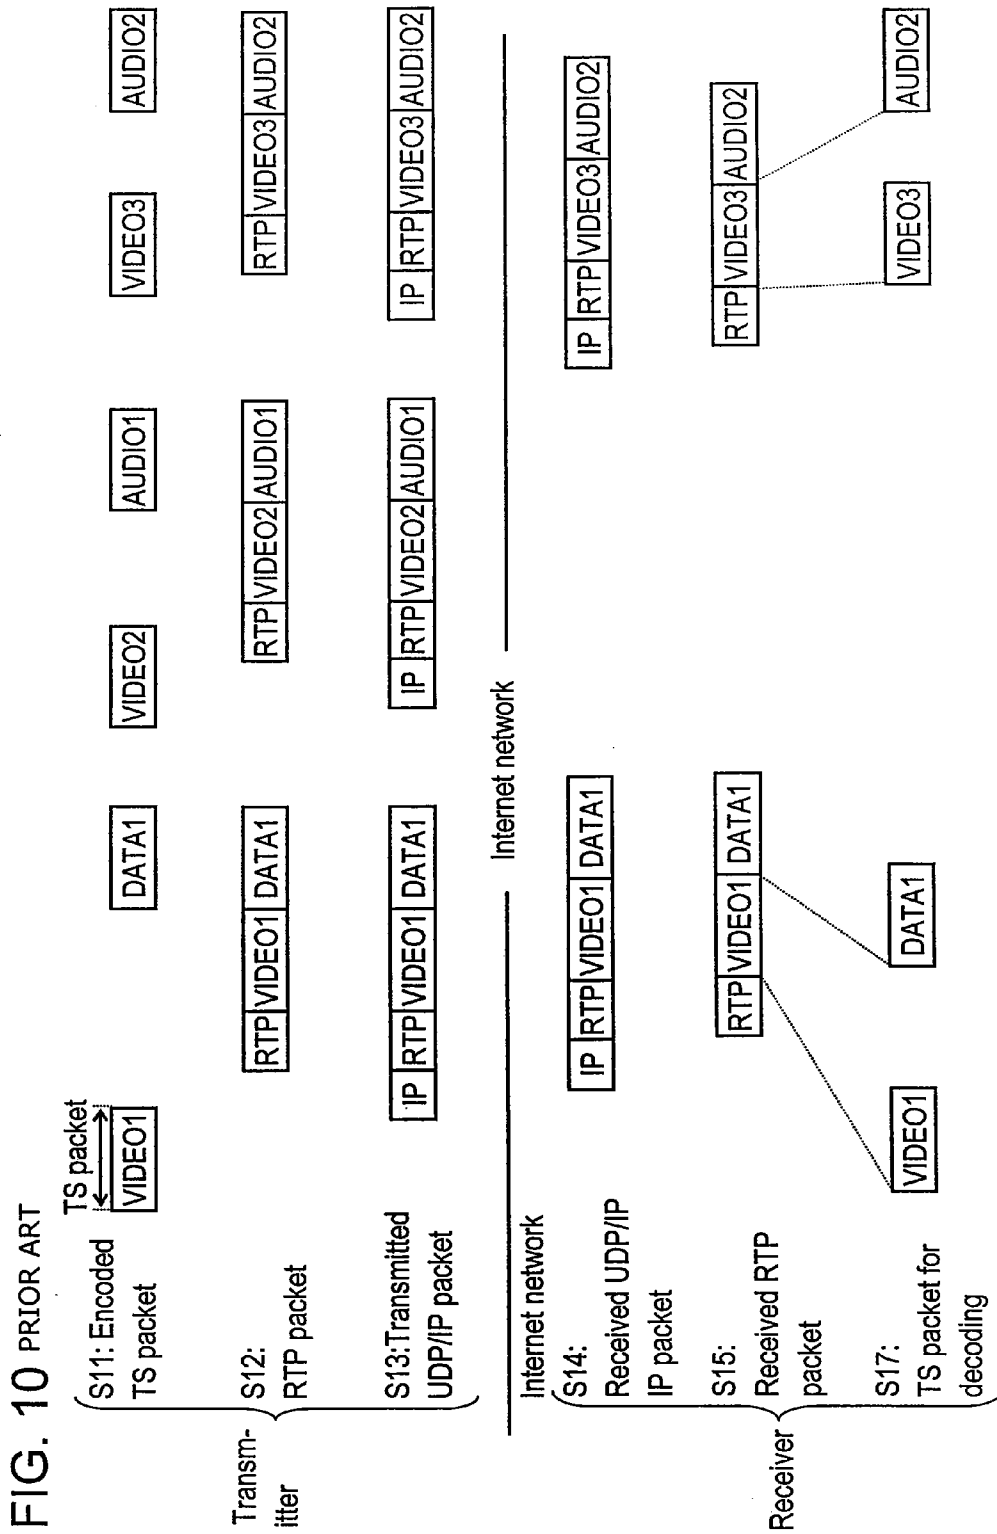 FIG. 10 PRIOR ART
Transm-
itter
TS packet
S11: Encoded
TS packet
VIDEO1
DATA1
VIDEO2
AUDIO1
VIDEO3
AUDIO2
S12:
RTP packet
RTP VIDEO1 DATA1
RTP VIDEO2 AUDIO1
RTP VIDEO3 AUDIO2
S13:Transmitted
UDP/IP packet
IP RTP VIDEO1 DATA1
IP RTP VIDEO2 AUDIO1
IP RTP VIDEO3 AUDIO2
Internet network
Internet network
Receiver
S14:
Received UDP/IP
IP packet
IP RTP VIDEO1 DATA1
IP RTP VIDEO3 AUDIO2
S15:
Received RTP
packet
RTP VIDEO1 DATA1
RTP VIDEO3 AUDIO2
S17:
TS packet for
decoding
VIDEO1
DATA1
VIDEO3
AUDIO2